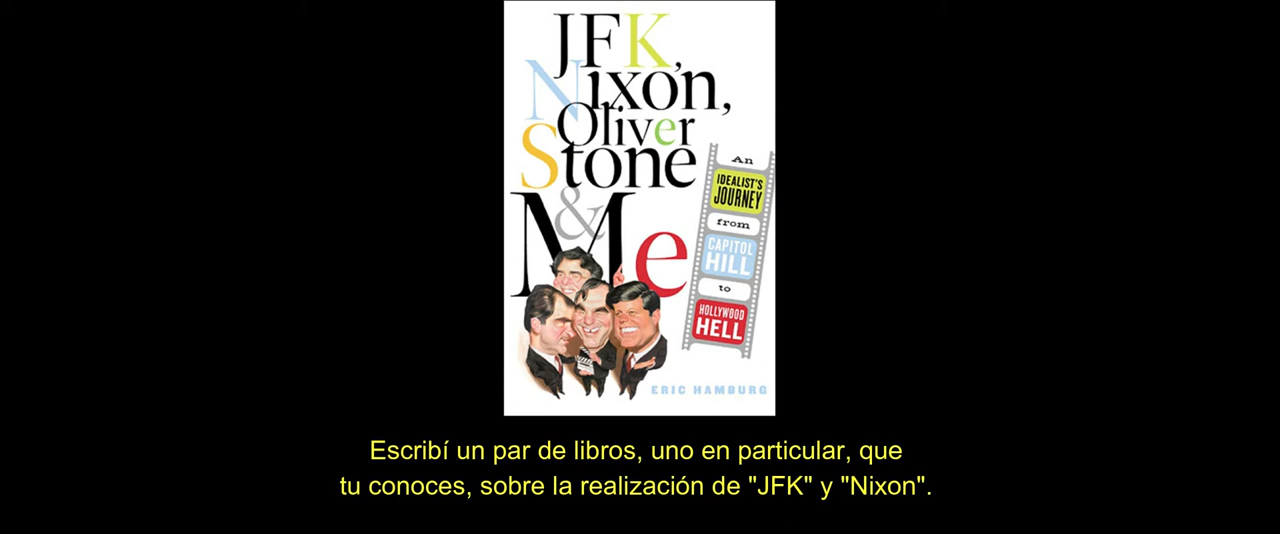 JFK,
Nixon,
Oliver
Stone
&
Me
An
IDEALIST'S
JOURNEY
from
CAPITOL
HILL
to
HOLLYWOOD
HELL
ERIC HAMBURG
Escribí un par de libros, uno en particular, que
tu conoces, sobre la realización de "JFK" y "Nixon".